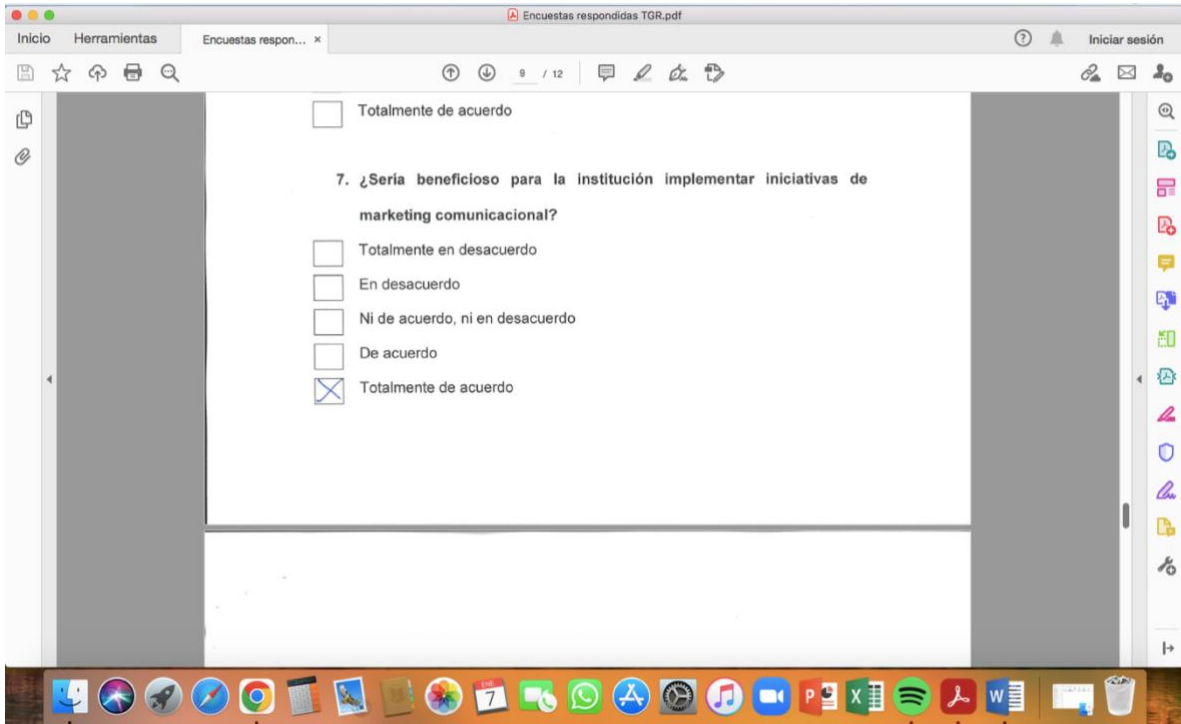 Encuestas respondidas TGR.pdf
Inicio Herramientas Encuestas respon... × Iniciar sesión
9 / 12
Totalmente de acuerdo
7. ¿Seria beneficioso para la institución implementar iniciativas de
marketing comunicacional?
Totalmente en desacuerdo
En desacuerdo
Ni de acuerdo, ni en desacuerdo
De acuerdo
Totalmente de acuerdo
ENE
7